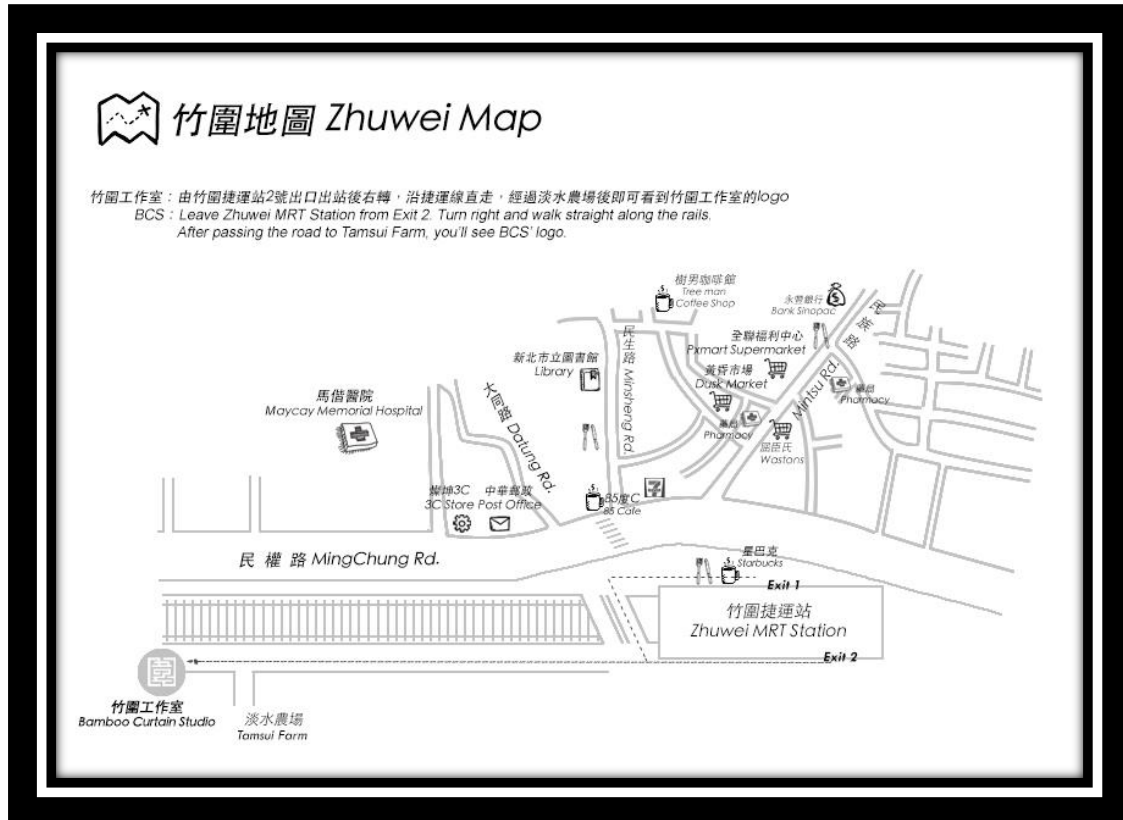 竹圍地圖 Zhuwei Map
竹圍工作室：由竹圍捷運站2號出口出站後右轉，沿捷運線直走，經過淡水農場後即可看到竹圍工作室的logo
BCS：Leave Zhuwei MRT Station from Exit 2. Turn right and walk straight along the rails.
After passing the road to Tamsui Farm, you’ll see BCS’ logo.
樹男咖啡館
Tree man
Coffee Shop
永豐銀行
Bank Sinopac
民族路
Mintsu Rd.
全聯福利中心
Pxmart Supermarket
黃昏市場
Dusk Market
藥局
Pharmacy
藥局
Pharmacy
屈臣氏
Wastons
民生路 Minsheng Rd.
新北市立圖書館
Library
馬偕醫院
Maycay Memorial Hospital
大同路 Datung Rd.
燦坤3C
3C Store
中華郵政
Post Office
85度C
85 Cafe
7
民 權 路 MingChung Rd.
星巴克
Starbucks
Exit 1
竹圍捷運站
Zhuwei MRT Station
Exit 2
圍
竹圍工作室
Bamboo Curtain Studio
淡水農場
Tamsui Farm